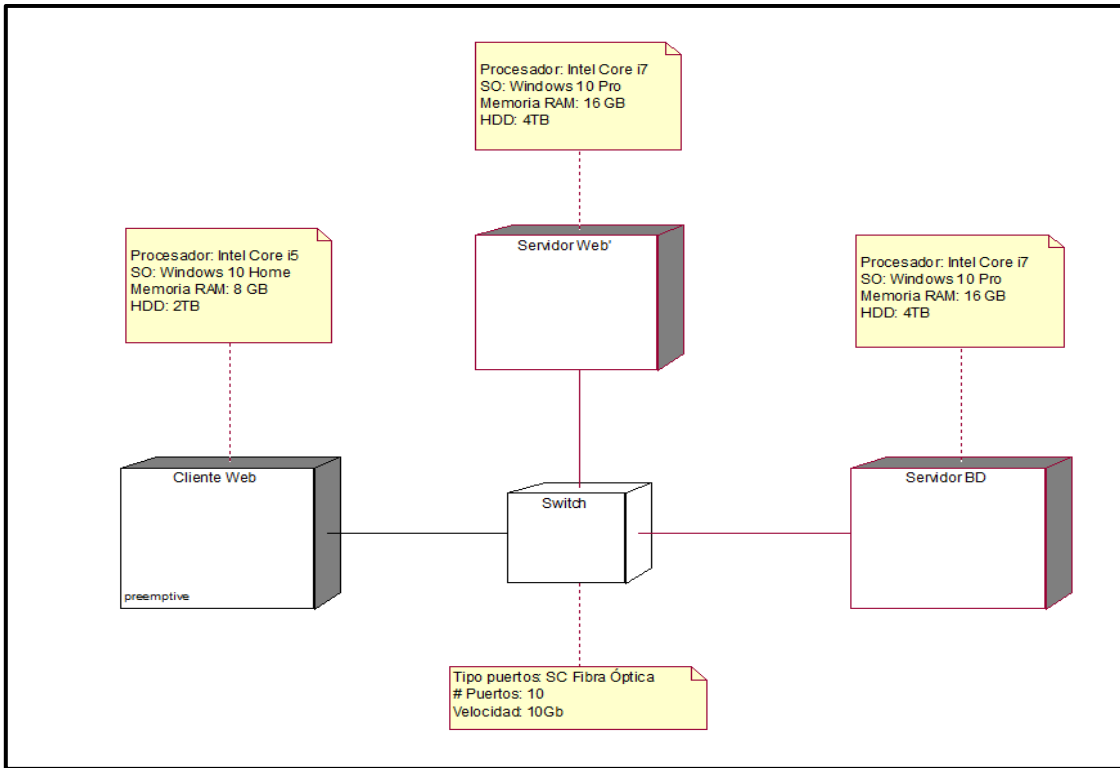 Procesador: Intel Core i7
SO: Windows 10 Pro
Memoria RAM: 16 GB
HDD: 4TB
Servidor Web'
Procesador: Intel Core i5
SO: Windows 10 Home
Memoria RAM: 8 GB
HDD: 2TB
Procesador: Intel Core i7
SO: Windows 10 Pro
Memoria RAM: 16 GB
HDD: 4TB
Cliente Web
preemptive
Switch
Servidor BD
Tipo puertos: SC Fibra Óptica
# Puertos: 10
Velocidad: 10Gb